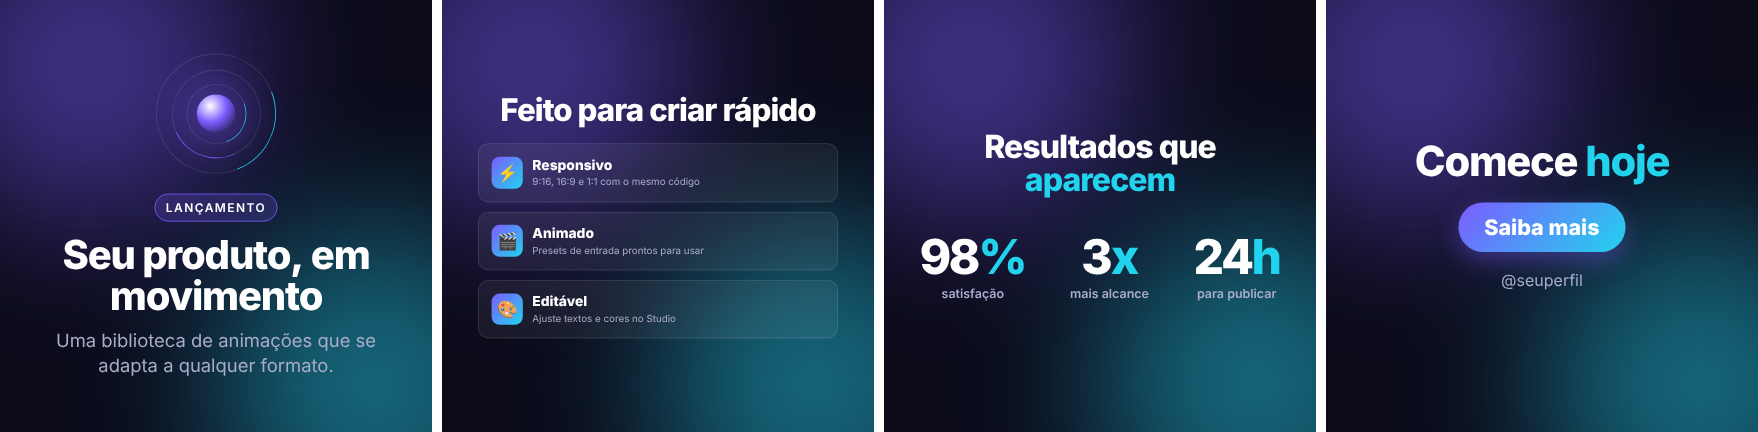 LANÇAMENTO
Seu produto, em
movimento
Uma biblioteca de animações que se
adapta a qualquer formato.
Feito para criar rápido
Responsivo
9:16, 16:9 e 1:1 com o mesmo código
Animado
Presets de entrada prontos para usar
Editável
Ajuste textos e cores no Studio
Resultados que
aparecem
98% 3x 24h
satisfação mais alcance para publicar
Comece hoje
Saiba mais
@seuperfil